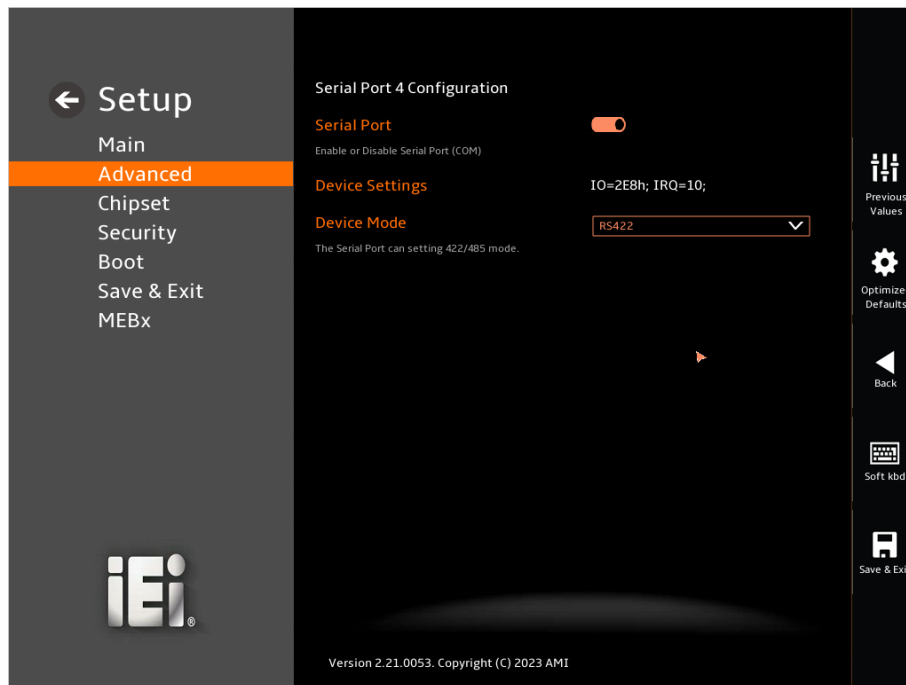 Setup
Main
Advanced
Chipset
Security
Boot
Save & Exit
MEBx
iEi®
Serial Port 4 Configuration
Serial Port
Enable or Disable Serial Port (COM)
Device Settings
IO=2E8h; IRQ=10;
Device Mode
RS422
The Serial Port can setting 422/485 mode.
Version 2.21.0053. Copyright (C) 2023 AMI
Previous
Values
Optimize
Defaults
Back
Soft kbd
Save & Exi